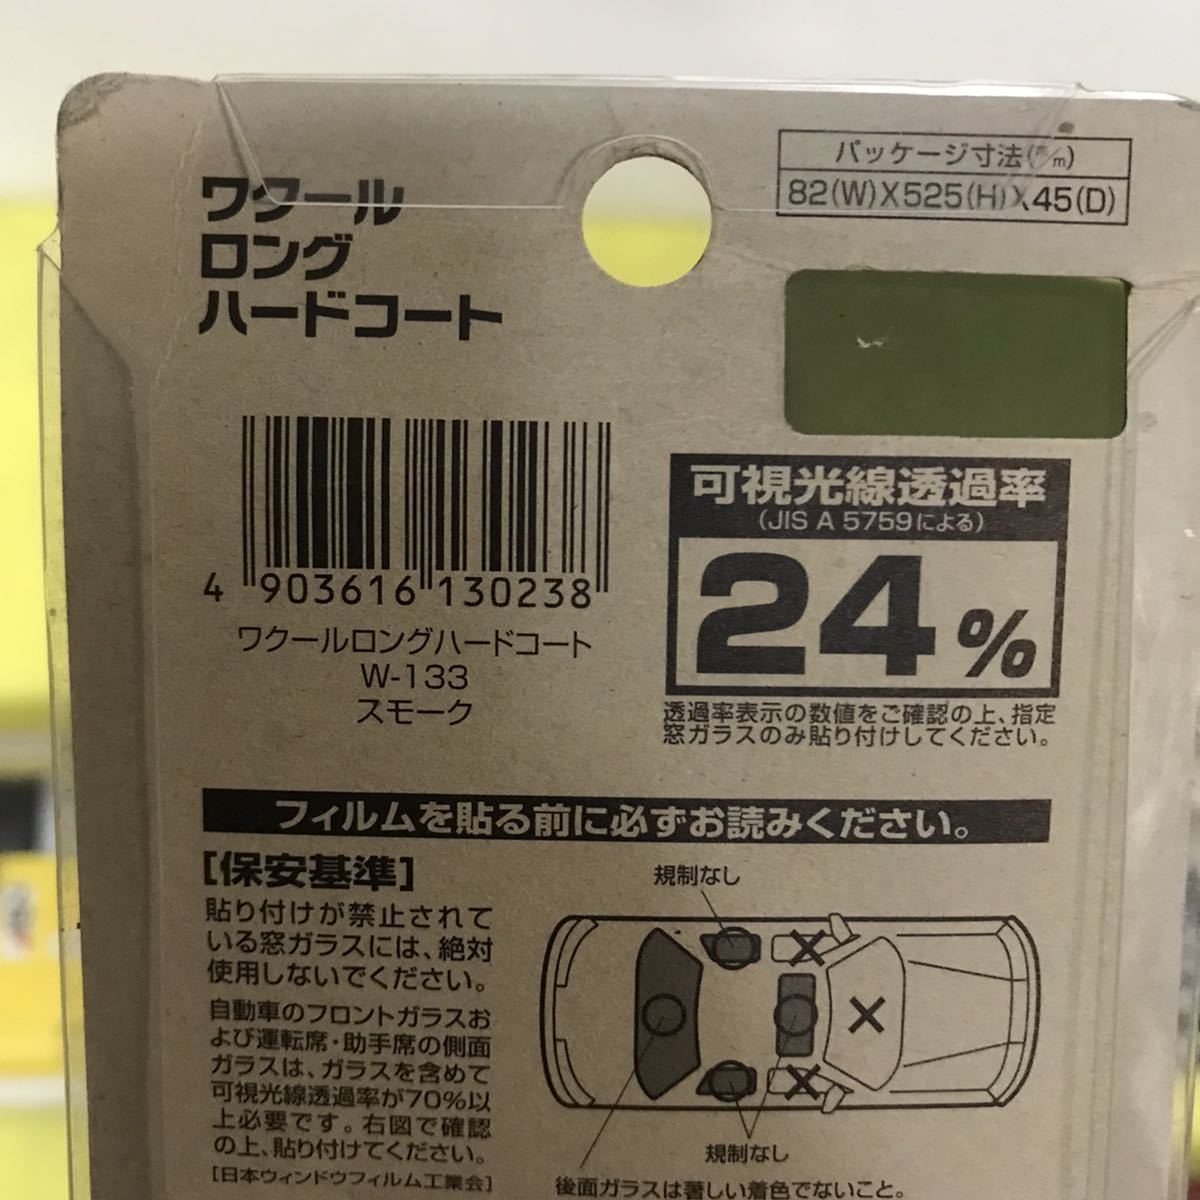 ワクール
ロング
ハードコート
パッケージ寸法(m/m)
82(W)X525(H)X45(D)
4 903616 130238
ワクールロングハードコート
W-133
スモーク
可視光線透過率
(JIS A 5759による)
24%
透過率表示の数値をご確認の上、指定
窓ガラスのみ貼り付けしてください。
フィルムを貼る前に必ずお読みください。
[保安基準]
貼り付けが禁止されて
いる窓ガラスには、絶対
使用しないでください。
自動車のフロントガラスお
よび運転席・助手席の側面
ガラスは、ガラスを含めて
可視光線透過率が70%以
上必要です。右図で確認
の上、貼り付けてください。
[日本ウィンドウフィルム工業会]
規制なし
規制なし
後面ガラスは著しい着色でないこと。